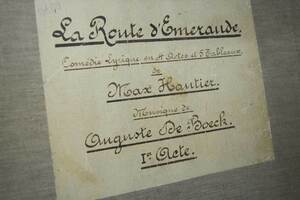 La Route d'Emeraude.
Comédie Lyrique en 4 Actes et 5 Tableaux
de
Max Hautier.
Musique de
Auguste De Boeck.
Ir Acte.